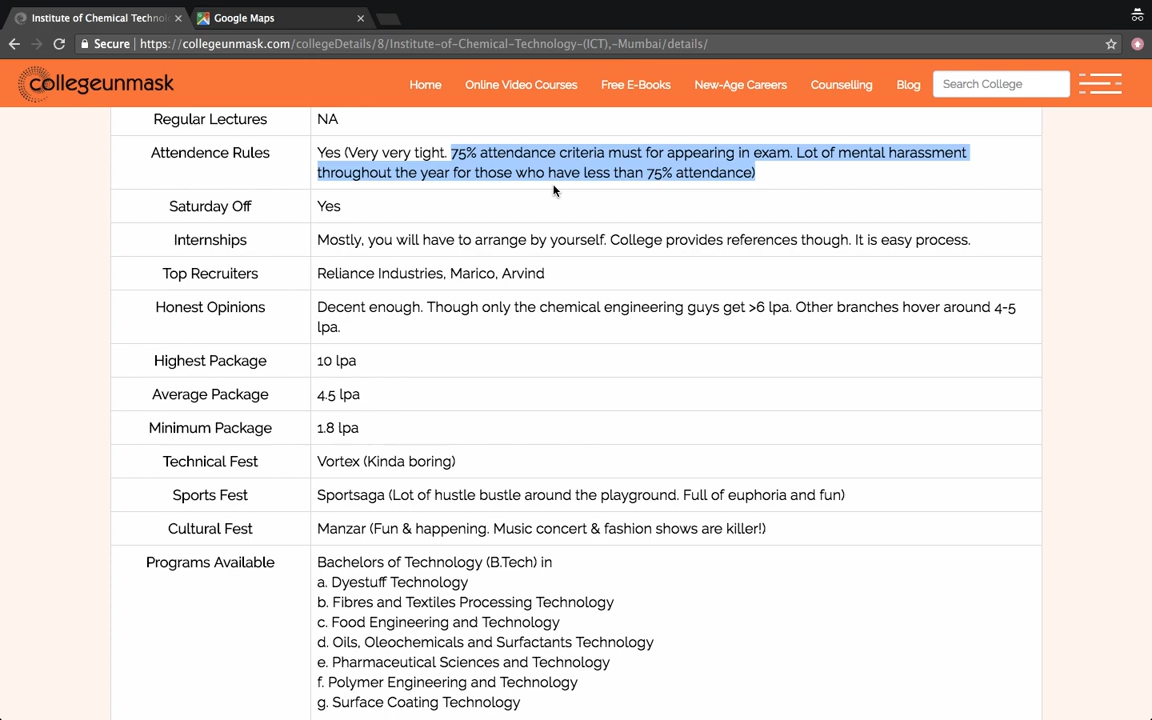 Institute of Chemical Technol
Google Maps
Secure
https://collegeunmask.com/collegeDetails/8/Institute-of-Chemical-Technology-(ICT),-Mumbai/details/
collegeunmask
Home
Online Video Courses
Free E-Books
New-Age Careers
Counselling
Blog
Search College
Regular Lectures
NA
Attendence Rules
Yes (Very very tight. 75% attendance criteria must for appearing in exam. Lot of mental harassment
throughout the year for those who have less than 75% attendance)
Saturday Off
Yes
Internships
Mostly, you will have to arrange by yourself. College provides references though. It is easy process.
Top Recruiters
Reliance Industries, Marico, Arvind
Honest Opinions
Decent enough. Though only the chemical engineering guys get >6 lpa. Other branches hover around 4-5
lpa.
Highest Package
10 lpa
Average Package
4.5 lpa
Minimum Package
1.8 lpa
Technical Fest
Vortex (Kinda boring)
Sports Fest
Sportsaga (Lot of hustle bustle around the playground. Full of euphoria and fun)
Cultural Fest
Manzar (Fun & happening. Music concert & fashion shows are killer!)
Programs Available
Bachelors of Technology (B.Tech) in
a. Dyestuff Technology
b. Fibres and Textiles Processing Technology
c. Food Engineering and Technology
d. Oils, Oleochemicals and Surfactants Technology
e. Pharmaceutical Sciences and Technology
f. Polymer Engineering and Technology
g. Surface Coating Technology